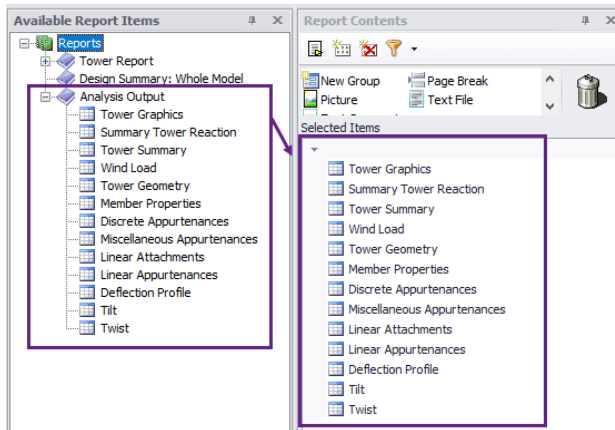 Available Report Items
Reports
Tower Report
Design Summary: Whole Model
Analysis Output
Tower Graphics
Summary Tower Reaction
Tower Summary
Wind Load
Tower Geometry
Member Properties
Discrete Appurtenances
Miscellaneous Appurtenances
Linear Attachments
Linear Appurtenances
Deflection Profile
Tilt
Twist
Report Contents
New Group
Page Break
Picture
Text File
Selected Items
Tower Graphics
Summary Tower Reaction
Tower Summary
Wind Load
Tower Geometry
Member Properties
Discrete Appurtenances
Miscellaneous Appurtenances
Linear Attachments
Linear Appurtenances
Deflection Profile
Tilt
Twist